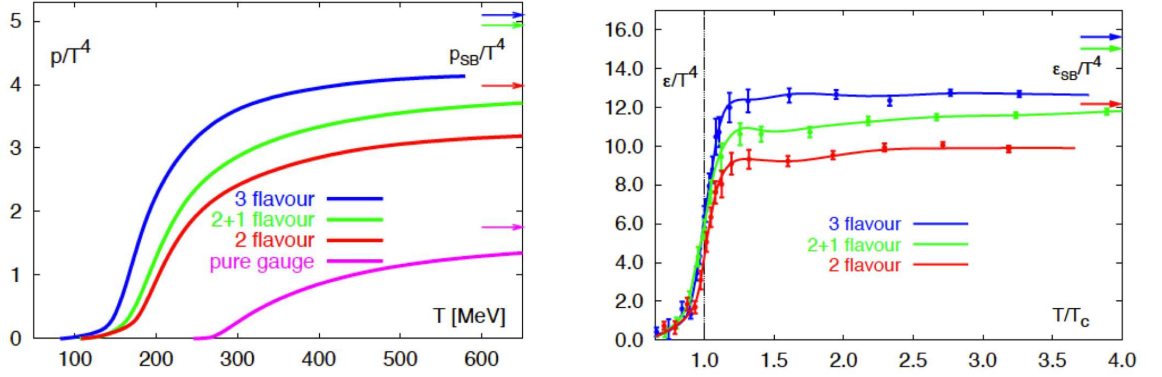 5
p/T⁴
p_SB/T⁴
4
3
3 flavour
2
2+1 flavour
2 flavour
1
pure gauge
T [MeV]
0
100 200 300 400 500 600
16.0
ε/T⁴
ε_SB/T⁴
14.0
12.0
10.0
8.0
6.0
3 flavour
2+1 flavour
4.0
2 flavour
2.0
T/T_c
0.0
1.0 1.5 2.0 2.5 3.0 3.5 4.0